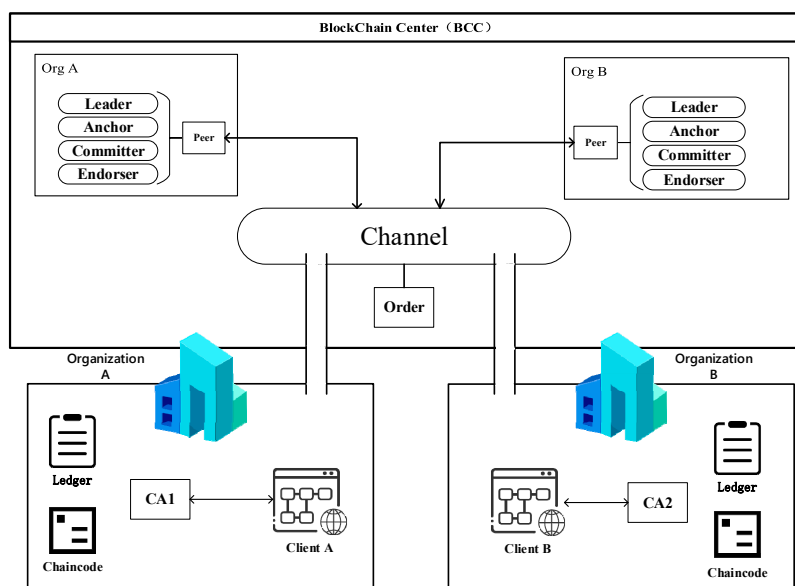 BlockChain Center（BCC）
Org A
Leader
Anchor
Committer
Endorser
Peer
Org B
Peer
Leader
Anchor
Committer
Endorser
Channel
Order
Organization
A
Organization
B
Ledger
CA1
Chaincode
Client A
Client B
CA2
Ledger
Chaincode